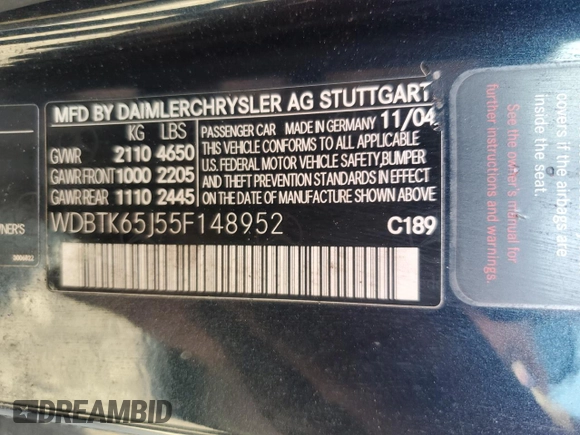 MFD BY DAIMLERCHRYSLER AG STUTTGART
KG LBS
GVWR 2110 4650
GAWR FRONT 1000 2205
GAWR REAR 1110 2445
PASSENGER CAR MADE IN GERMANY 11/04
THIS VEHICLE CONFORMS TO ALL APPLICABLE
U.S. FEDERAL MOTOR VEHICLE SAFETY, BUMPER
AND THEFT PREVENTION STANDARDS IN EFFECT
ON THE DATE OF MANUFACTURE SHOWN ABOVE
WDBTK65J55F148952
C189
NER'S
covers if airbags are
inside the seat.
See the owner's manual for
further instructions and warnings
DREAMBID